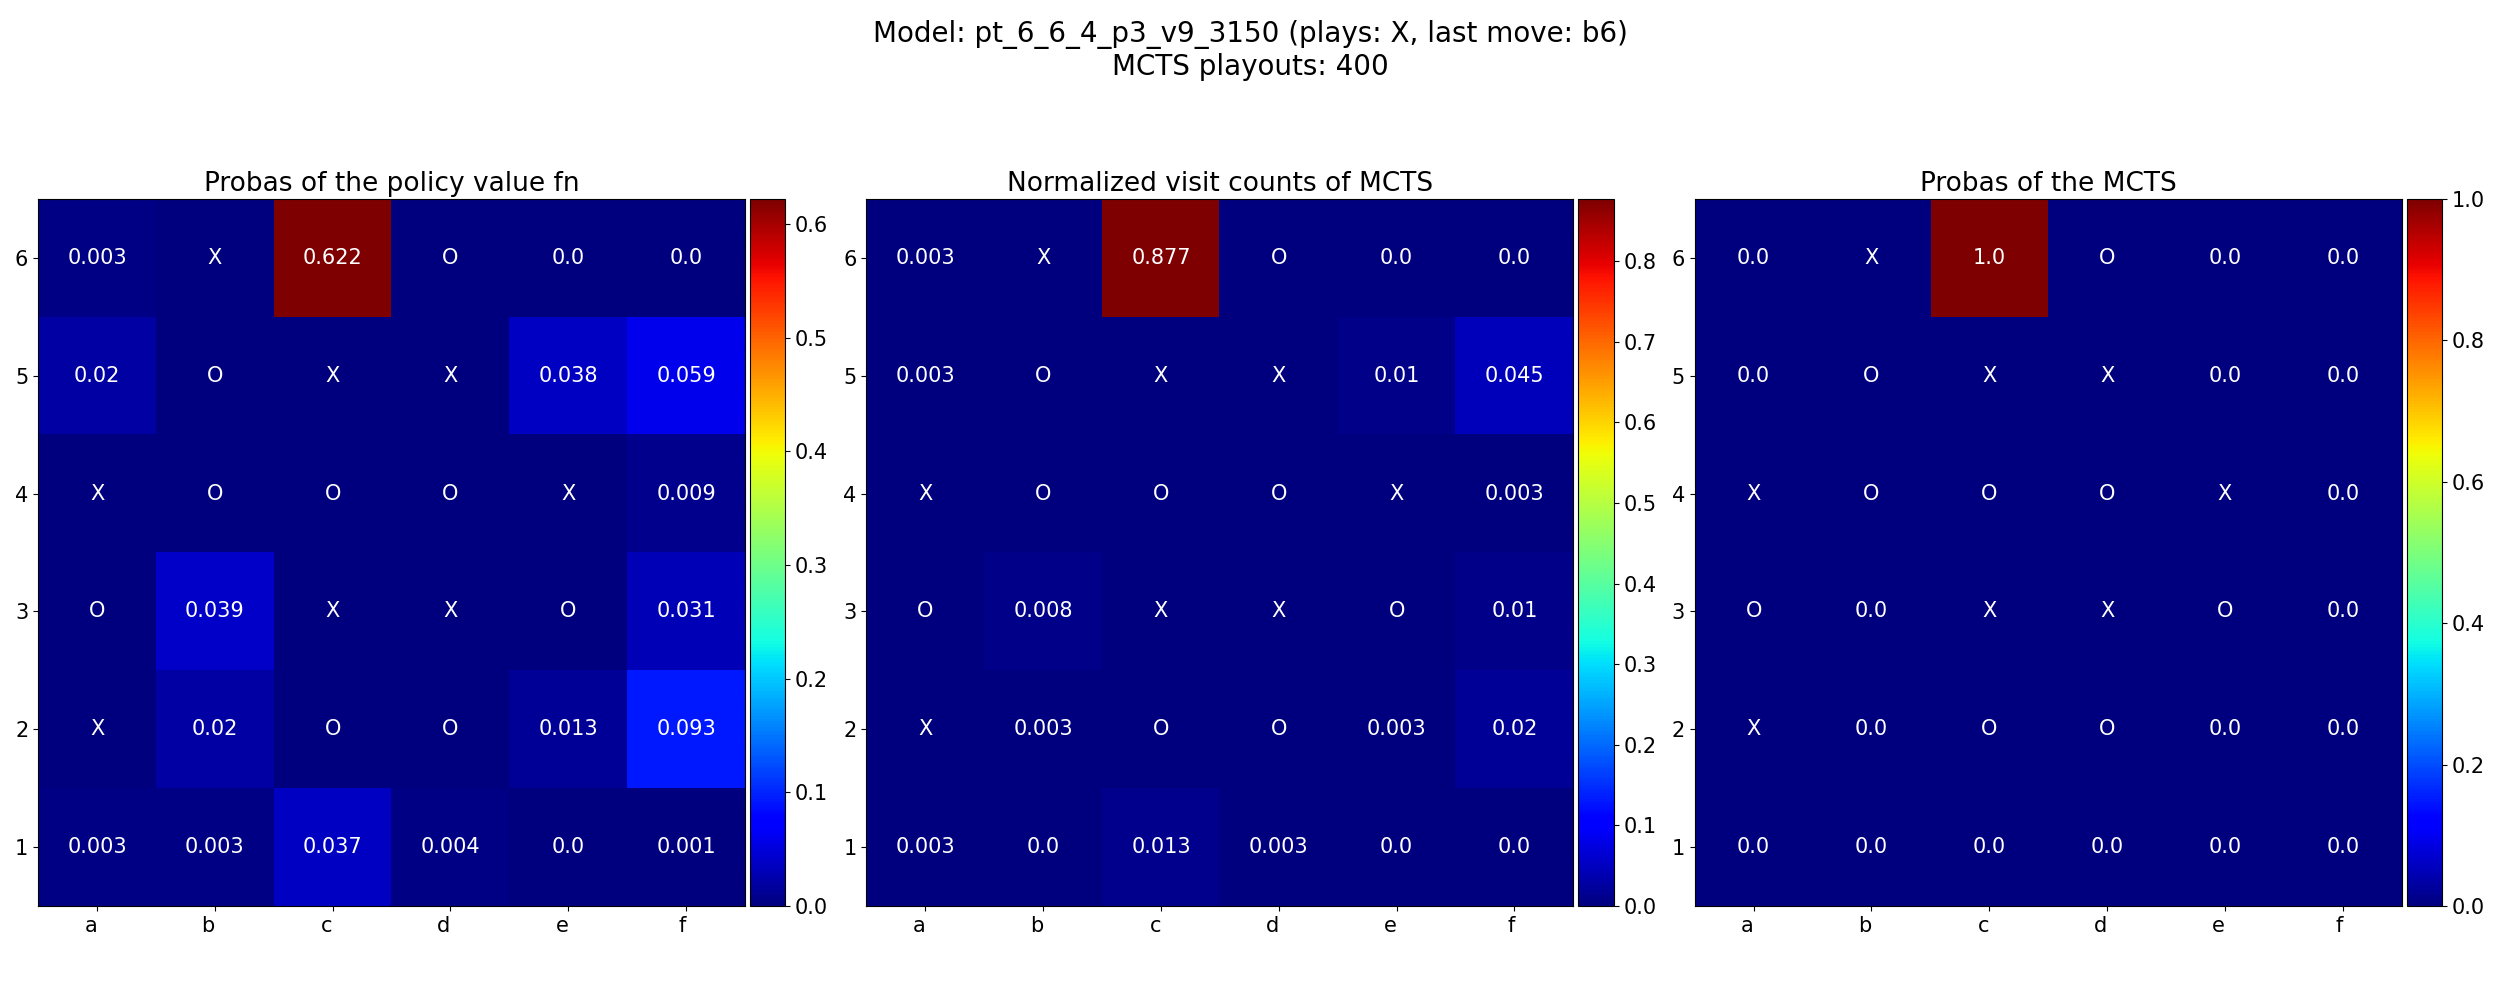 Model: pt_6_6_4_p3_v9_3150 (plays: X, last move: b6)
MCTS playouts: 400
Probas of the policy value fn
6 0.003 X 0.622 O 0.0 0.0
5 0.02 O X X 0.038 0.059
4 X O O O X 0.009
3 O 0.039 X X O 0.031
2 X 0.02 O O 0.013 0.093
1 0.003 0.003 0.037 0.004 0.0 0.001
a b c d e f
0.6
0.5
0.4
0.3
0.2
0.1
0.0
Normalized visit counts of MCTS
6 0.003 X 0.877 O 0.0 0.0
5 0.003 O X X 0.01 0.045
4 X O O O X 0.003
3 O 0.008 X X O 0.01
2 X 0.003 O O 0.003 0.02
1 0.003 0.0 0.013 0.003 0.0 0.0
a b c d e f
0.8
0.7
0.6
0.5
0.4
0.3
0.2
0.1
0.0
Probas of the MCTS
6 0.0 X 1.0 O 0.0 0.0
5 0.0 O X X 0.0 0.0
4 X O O O X 0.0
3 O 0.0 X X O 0.0
2 X 0.0 O O 0.0 0.0
1 0.0 0.0 0.0 0.0 0.0 0.0
a b c d e f
1.0
0.8
0.6
0.4
0.2
0.0